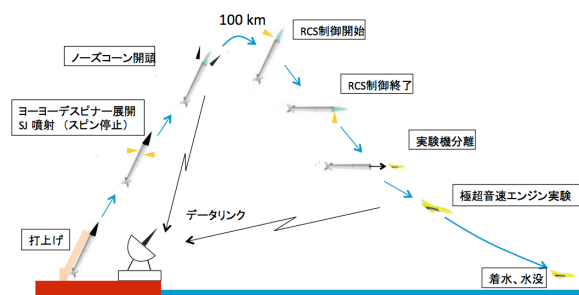 100 km
RCS制御開始
ノーズコーン開頭
RCS制御終了
ヨーヨーデスピナー展開
SJ 噴射 （スピン停止）
実験機分離
極超音速エンジン実験
データリンク
打上げ
着水、水没